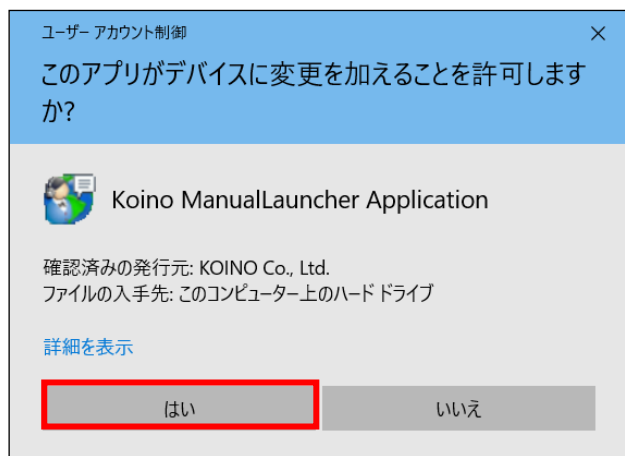 ユーザー アカウント制御
このアプリがデバイスに変更を加えることを許可します
か?
Koino ManualLauncher Application
確認済みの発行元: KOINO Co., Ltd.
ファイルの入手先: このコンピューター上のハード ドライブ
詳細を表示
はい
いいえ